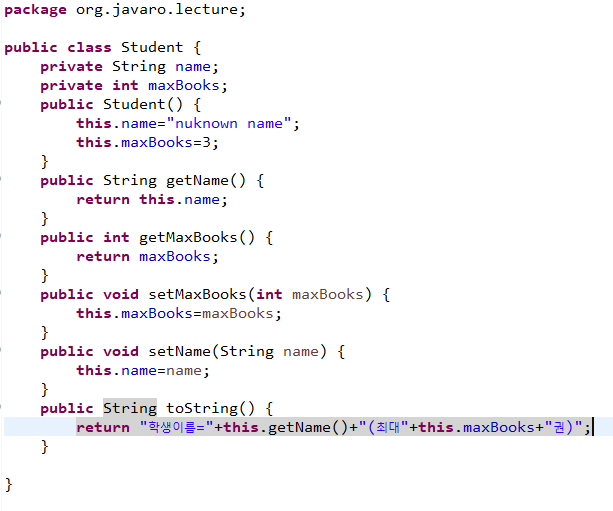 package org.javaro.lecture;
public class Student {
    private String name;
    private int maxBooks;
    public Student() {
        this.name="nuknown name";
        this.maxBooks=3;
    }
    public String getName() {
        return this.name;
    }
    public int getMaxBooks() {
        return maxBooks;
    }
    public void setMaxBooks(int maxBooks) {
        this.maxBooks=maxBooks;
    }
    public void setName(String name) {
        this.name=name;
    }
    public String toString() {
        return "학생이름="+this.getName()+"(최대"+this.maxBooks+"권)";
    }
}